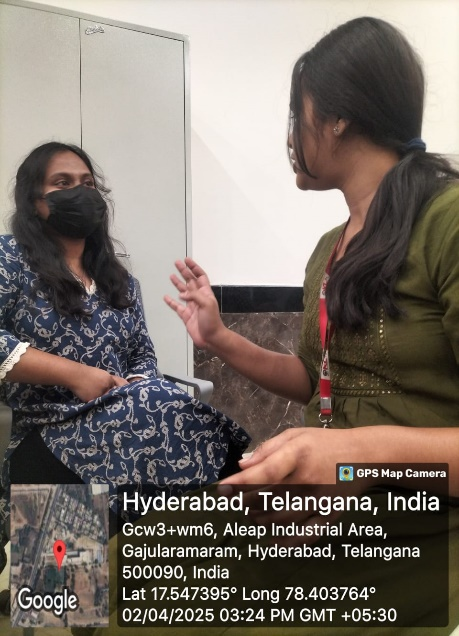 GPS Map Camera
Hyderabad, Telangana, India
Gcw3+wm6, Aleap Industrial Area,
Gajularamaram, Hyderabad, Telangana
500090, India
Lat 17.547395° Long 78.403764°
02/04/2025 03:24 PM GMT +05:30
Google